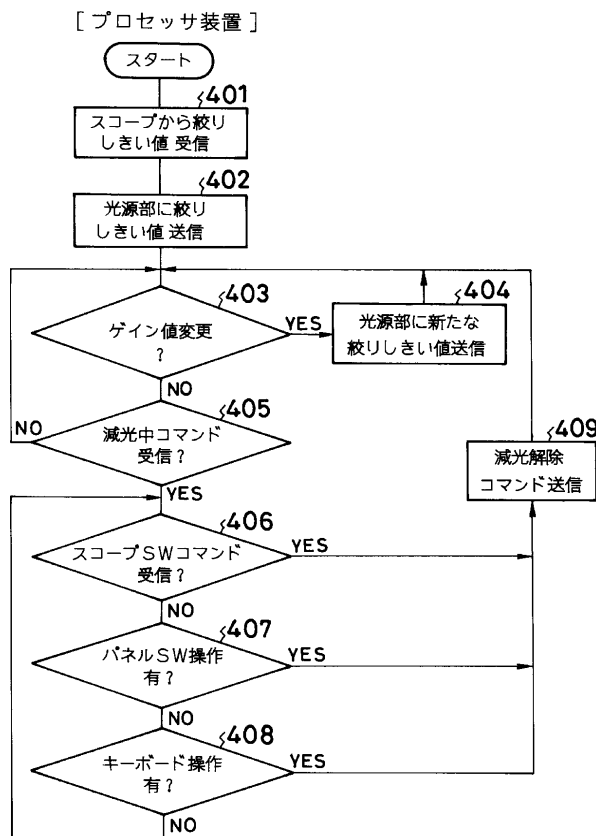 [プロセッサ装置]
スタート
401
スコープから絞り
しきい値 受信
402
光源部に絞り
しきい値 送信
403
ゲイン値変更
?
YES
404
光源部に新たな
絞りしきい値送信
NO
405
減光中コマンド
受信?
NO
YES
409
減光解除
コマンド送信
406
スコープSWコマンド
受信?
YES
NO
407
パネルSW操作
有?
YES
NO
408
キーボード操作
有?
YES
NO